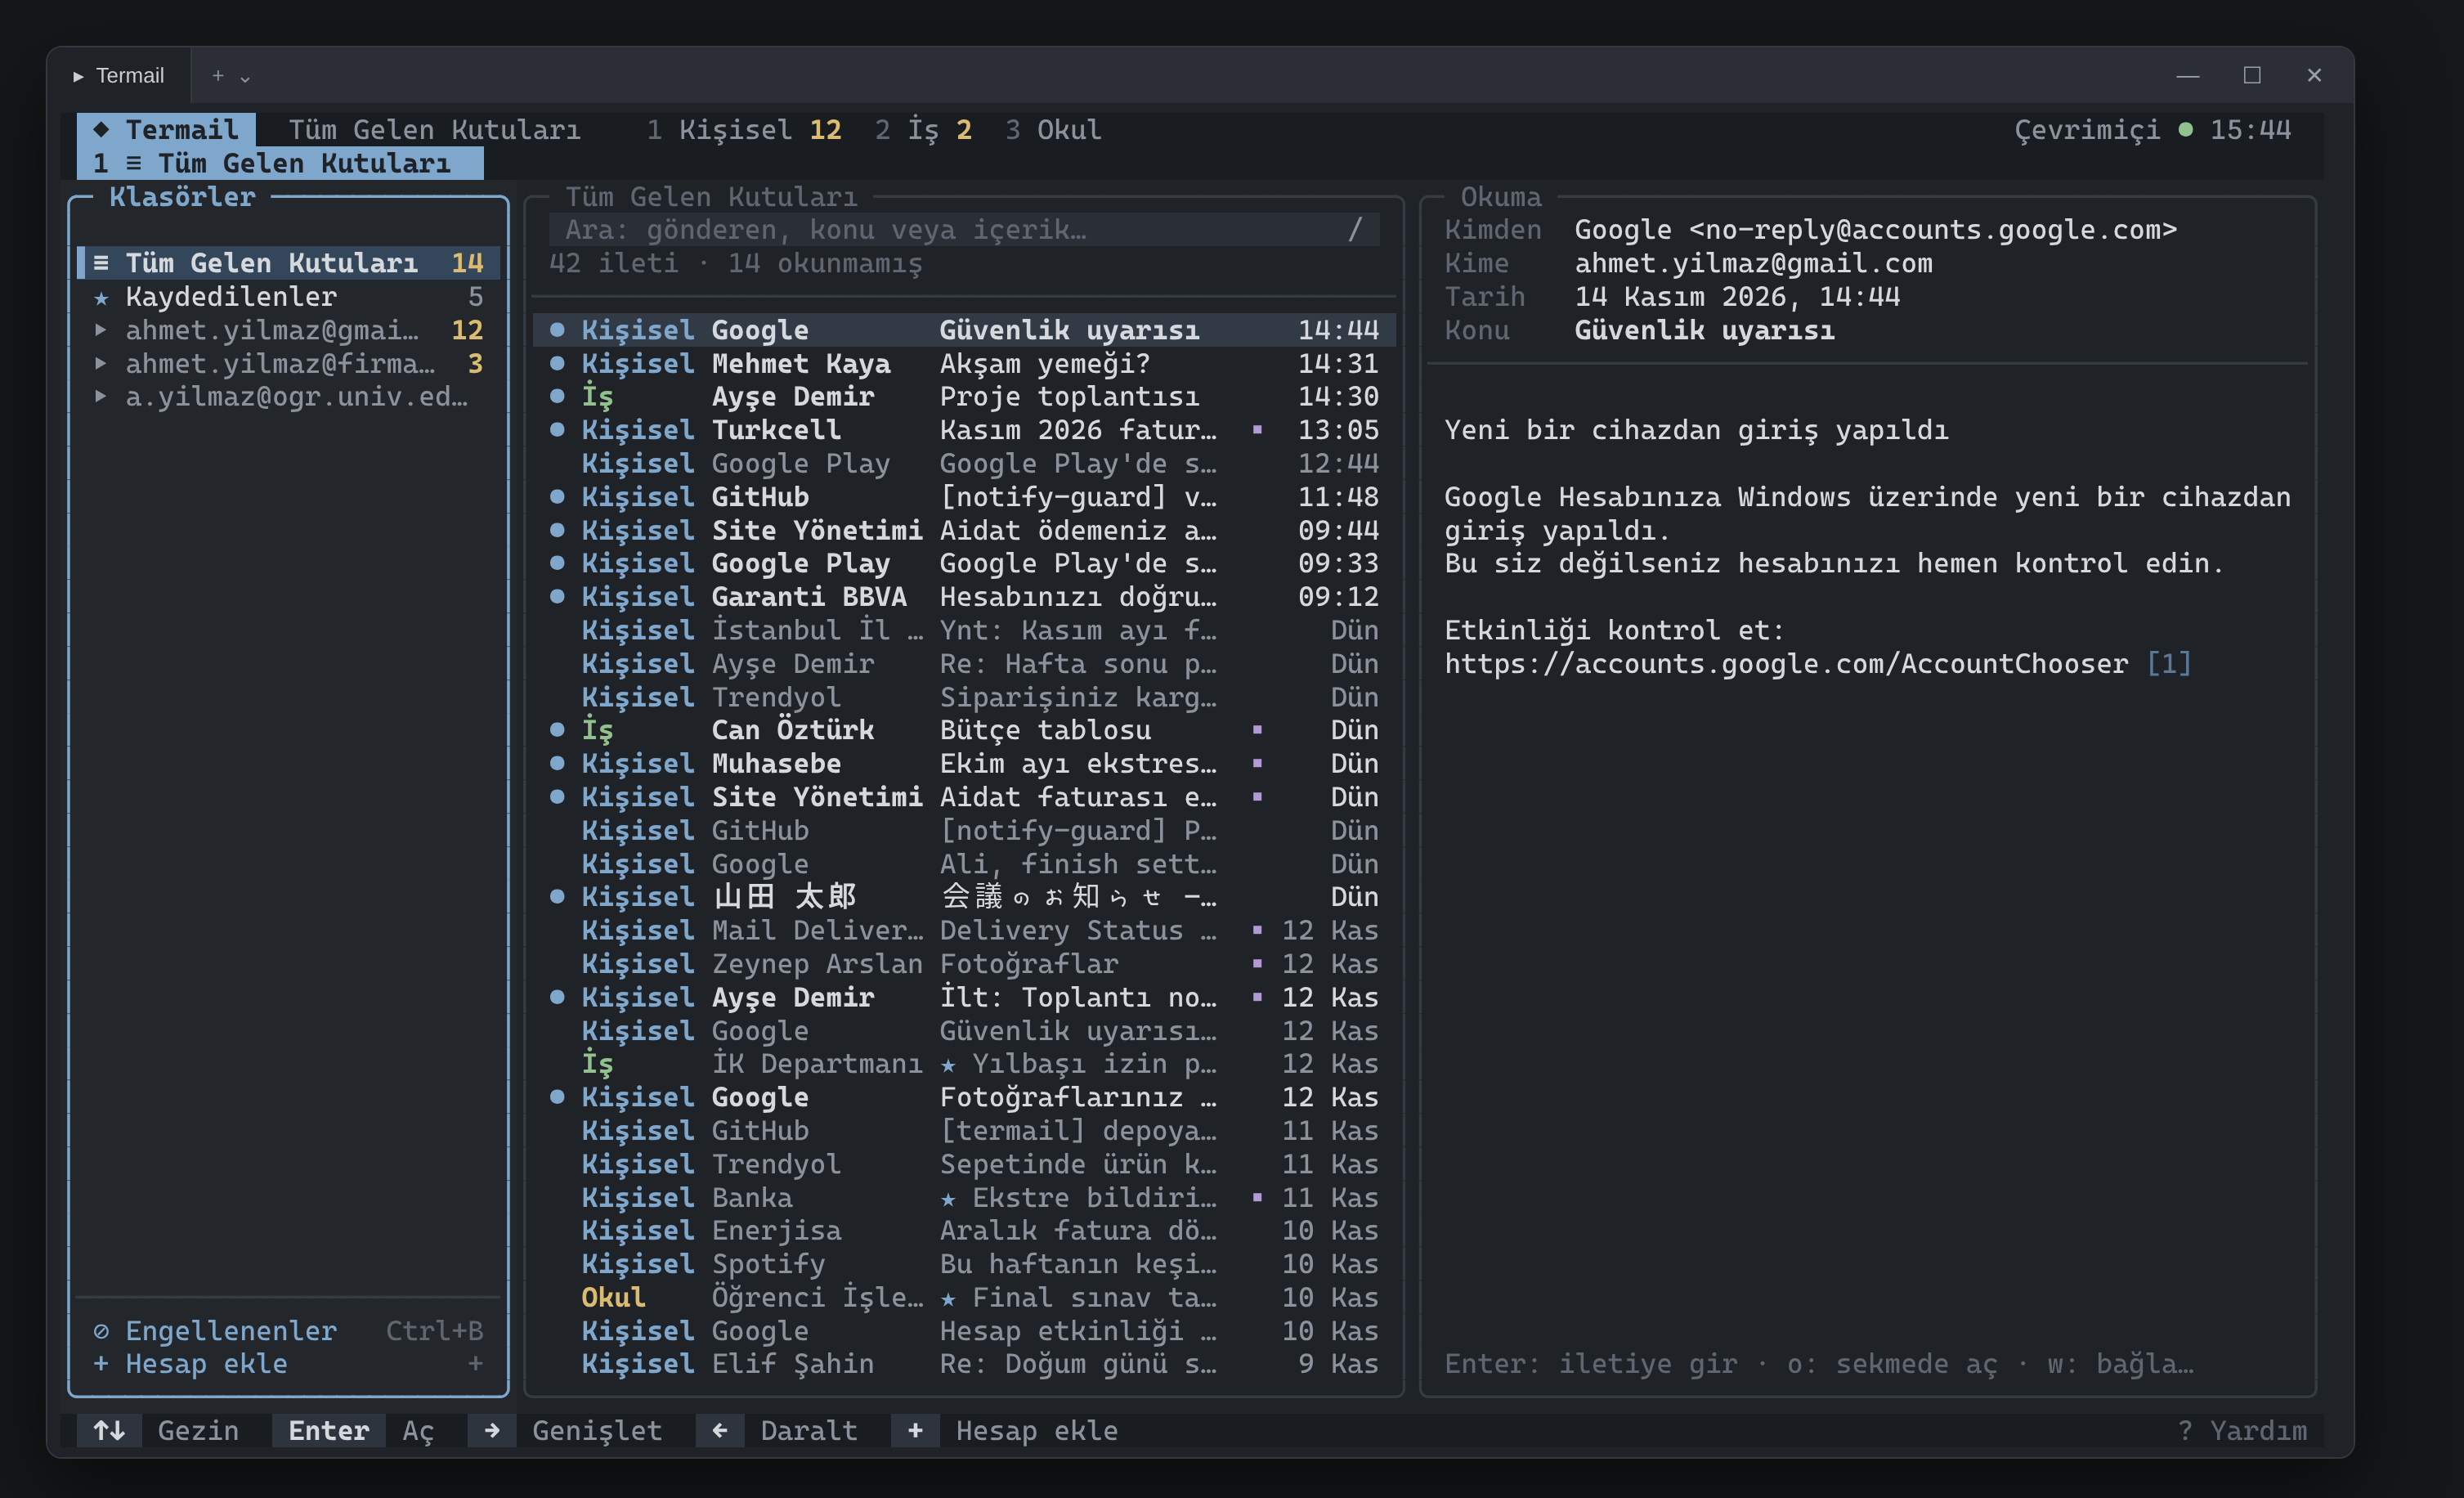 Termail + ⌄
◆ Termail Tüm Gelen Kutuları 1 Kişisel 12 2 İş 2 3 Okul Çevrimiçi ● 15:44
1 ≡ Tüm Gelen Kutuları
Klasörler
≡ Tüm Gelen Kutuları 14
★ Kaydedilenler 5
▶ ahmet.yilmaz@gmai… 12
▶ ahmet.yilmaz@firma… 3
▶ a.yilmaz@ogr.univ.ed…
⊘ Engellenenler Ctrl+B
+ Hesap ekle +
Tüm Gelen Kutuları
Ara: gönderen, konu veya içerik… /
42 ileti · 14 okunmamış
● Kişisel Google Güvenlik uyarısı 14:44
● Kişisel Mehmet Kaya Akşam yemeği? 14:31
● İş Ayşe Demir Proje toplantısı 14:30
● Kişisel Turkcell Kasım 2026 fatur… ▪ 13:05
Kişisel Google Play Google Play'de s… 12:44
● Kişisel GitHub [notify-guard] v… 11:48
● Kişisel Site Yönetimi Aidat ödemeniz a… 09:44
● Kişisel Google Play Google Play'de s… 09:33
● Kişisel Garanti BBVA Hesabınızı doğru… 09:12
Kişisel İstanbul İl … Ynt: Kasım ayı f… Dün
Kişisel Ayşe Demir Re: Hafta sonu p… Dün
Kişisel Trendyol Siparişiniz karg… Dün
● İş Can Öztürk Bütçe tablosu ▪ Dün
● Kişisel Muhasebe Ekim ayı ekstres… ▪ Dün
● Kişisel Site Yönetimi Aidat faturası e… ▪ Dün
Kişisel GitHub [notify-guard] P… Dün
Kişisel Google Ali, finish sett… Dün
● Kişisel 山田 太郎 会議のお知らせ -… Dün
Kişisel Mail Deliver… Delivery Status … ▪ 12 Kas
Kişisel Zeynep Arslan Fotoğraflar ▪ 12 Kas
● Kişisel Ayşe Demir İlt: Toplantı no… ▪ 12 Kas
Kişisel Google Güvenlik uyarısı… 12 Kas
İş İK Departmanı ★ Yılbaşı izin p… 12 Kas
● Kişisel Google Fotoğraflarınız … 12 Kas
Kişisel GitHub [termail] depoya… 11 Kas
Kişisel Trendyol Sepetinde ürün k… 11 Kas
Kişisel Banka ★ Ekstre bildiri… ▪ 11 Kas
Kişisel Enerjisa Aralık fatura dö… 10 Kas
Kişisel Spotify Bu haftanın keşi… 10 Kas
Okul Öğrenci İşle… ★ Final sınav ta… 10 Kas
Kişisel Google Hesap etkinliği … 10 Kas
Kişisel Elif Şahin Re: Doğum günü s… 9 Kas
Okuma
Kimden Google <no-reply@accounts.google.com>
Kime ahmet.yilmaz@gmail.com
Tarih 14 Kasım 2026, 14:44
Konu Güvenlik uyarısı
Yeni bir cihazdan giriş yapıldı
Google Hesabınıza Windows üzerinde yeni bir cihazdan
giriş yapıldı.
Bu siz değilseniz hesabınızı hemen kontrol edin.
Etkinliği kontrol et:
https://accounts.google.com/AccountChooser [1]
Enter: iletiye gir · o: sekmede aç · w: bağla…
↑↓ Gezin Enter Aç → Genişlet ← Daralt + Hesap ekle ? Yardım